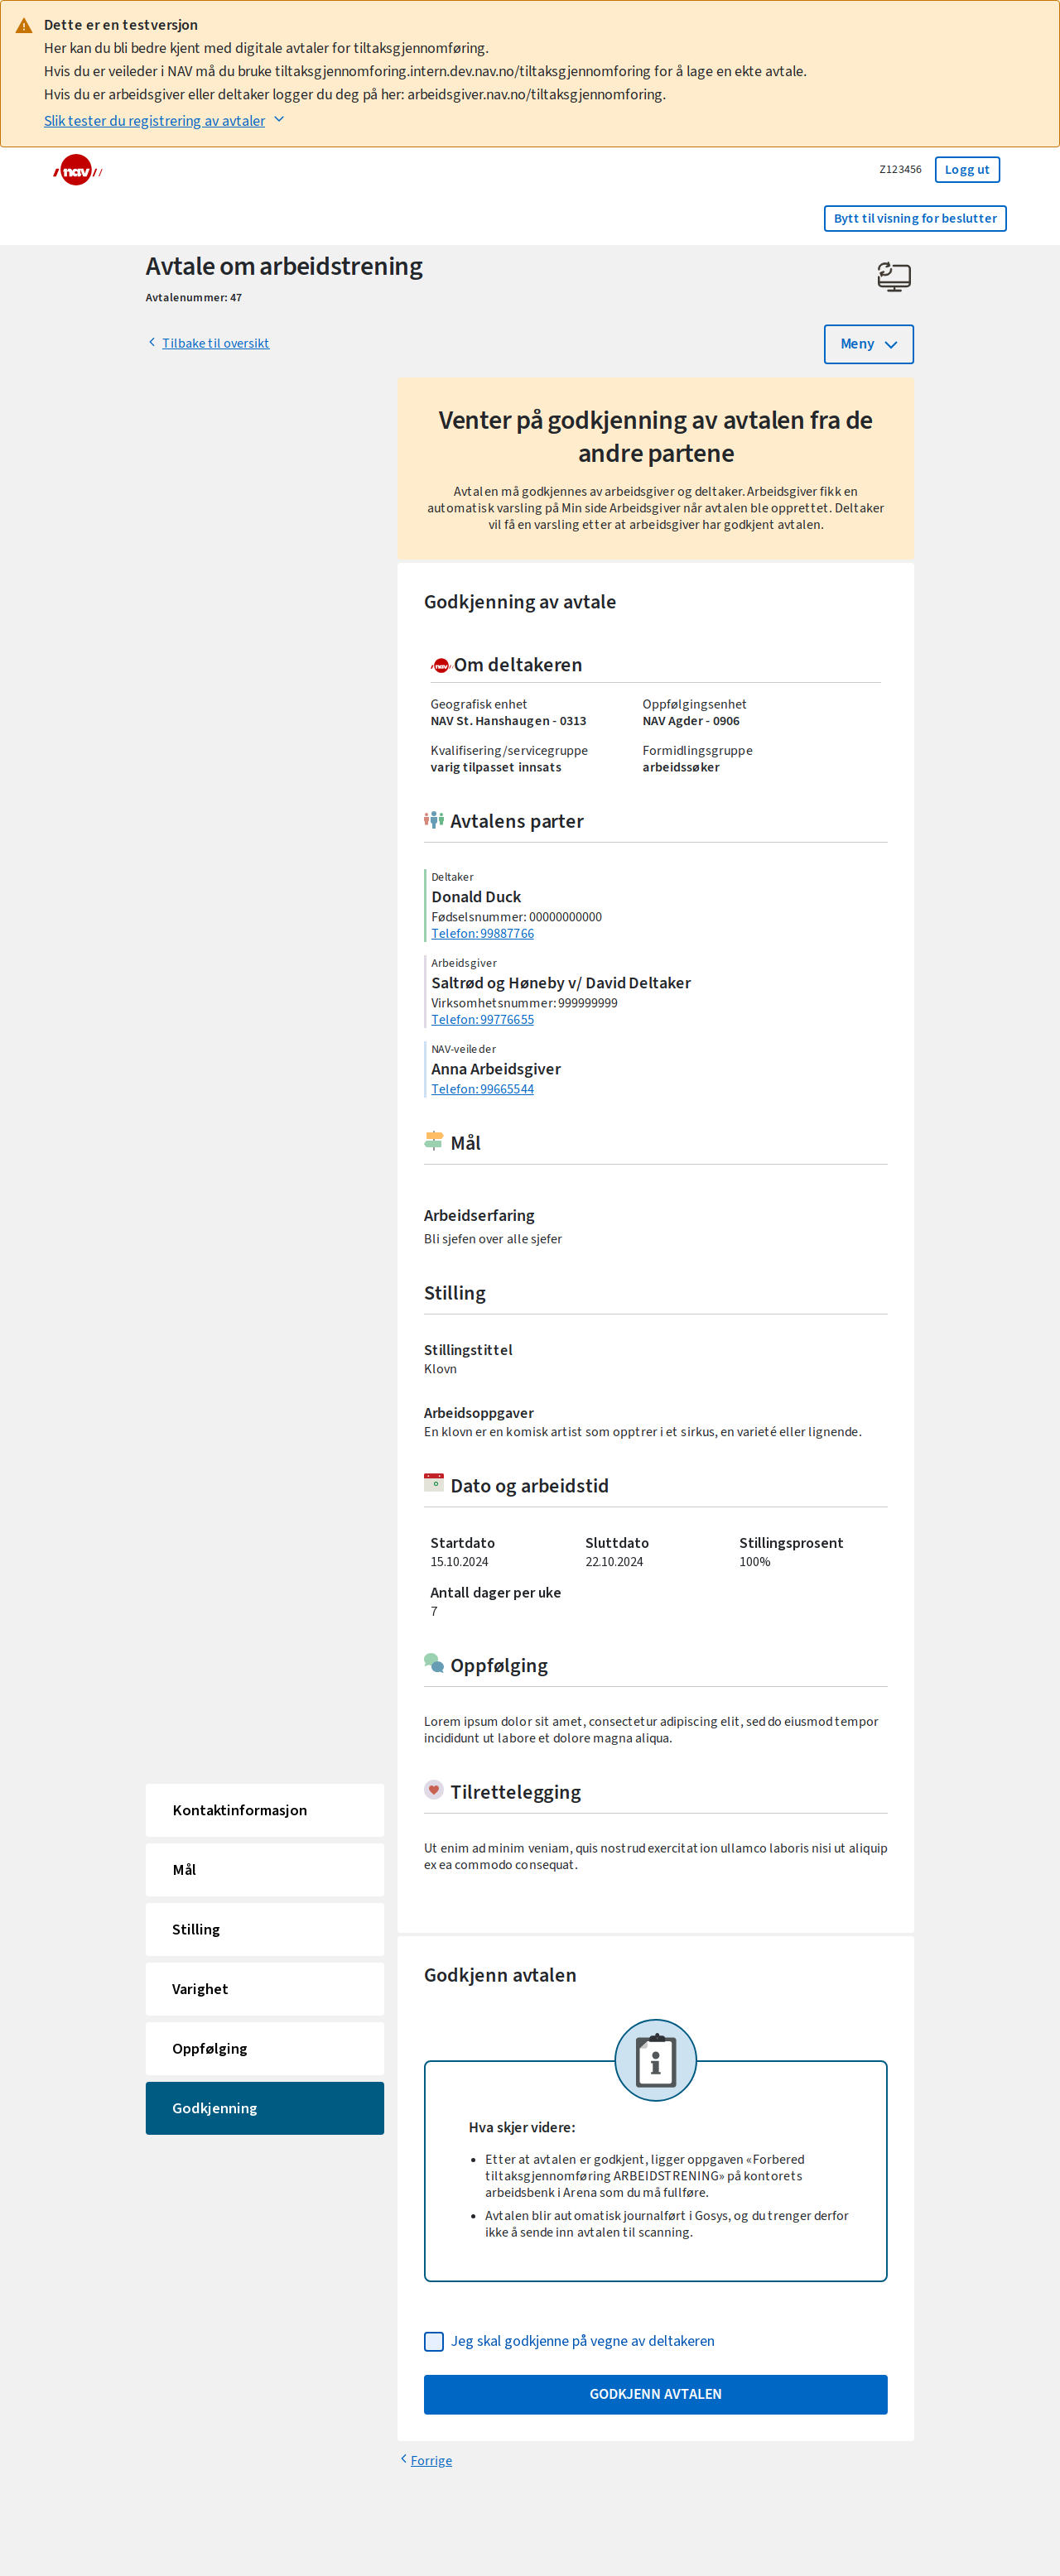 Dette er en testversjon
Her kan du bli bedre kjent med digitale avtaler for tiltaksgjennomføring.
Hvis du er veileder i NAV må du bruke tiltaksgjennomforing.intern.dev.nav.no/tiltaksgjennomforing for å lage en ekte avtale.
Hvis du er arbeidsgiver eller deltaker logger du deg på her: arbeidsgiver.nav.no/tiltaksgjennomforing.
Slik tester du registrering av avtaler
nav
Z123456
Logg ut
Bytt til visning for beslutter
Avtale om arbeidstrening
Avtalenummer: 47
Tilbake til oversikt
Meny
Venter på godkjenning av avtalen fra de
andre partene
Avtalen må godkjennes av arbeidsgiver og deltaker. Arbeidsgiver fikk en
automatisk varsling på Min side Arbeidsgiver når avtalen ble opprettet. Deltaker
vil få en varsling etter at arbeidsgiver har godkjent avtalen.
Godkjenning av avtale
nav Om deltakeren
Geografisk enhet
NAV St. Hanshaugen - 0313
Oppfølgingsenhet
NAV Agder - 0906
Kvalifisering/servicegruppe
varig tilpasset innsats
Formidlingsgruppe
arbeidssøker
Avtalens parter
Deltaker
Donald Duck
Fødselsnummer: 00000000000
Telefon: 99887766
Arbeidsgiver
Saltrød og Høneby v/ David Deltaker
Virksomhetsnummer: 999999999
Telefon: 99776655
NAV-veileder
Anna Arbeidsgiver
Telefon: 99665544
Mål
Arbeidserfaring
Bli sjefen over alle sjefer
Stilling
Stillingstittel
Klovn
Arbeidsoppgaver
En klovn er en komisk artist som opptrer i et sirkus, en varieté eller lignende.
Dato og arbeidstid
Startdato
15.10.2024
Sluttdato
22.10.2024
Stillingsprosent
100%
Antall dager per uke
7
Oppfølging
Lorem ipsum dolor sit amet, consectetur adipiscing elit, sed do eiusmod tempor
incididunt ut labore et dolore magna aliqua.
Tilrettelegging
Ut enim ad minim veniam, quis nostrud exercitation ullamco laboris nisi ut aliquip
ex ea commodo consequat.
Kontaktinformasjon
Mål
Stilling
Varighet
Oppfølging
Godkjenning
Godkjenn avtalen
Hva skjer videre:
Etter at avtalen er godkjent, ligger oppgaven «Forbered
tiltaksgjennomføring ARBEIDSTRENING» på kontorets
arbeidsbenk i Arena som du må fullføre.
Avtalen blir automatisk journalført i Gosys, og du trenger derfor
ikke å sende inn avtalen til scanning.
Jeg skal godkjenne på vegne av deltakeren
GODKJENN AVTALEN
Forrige